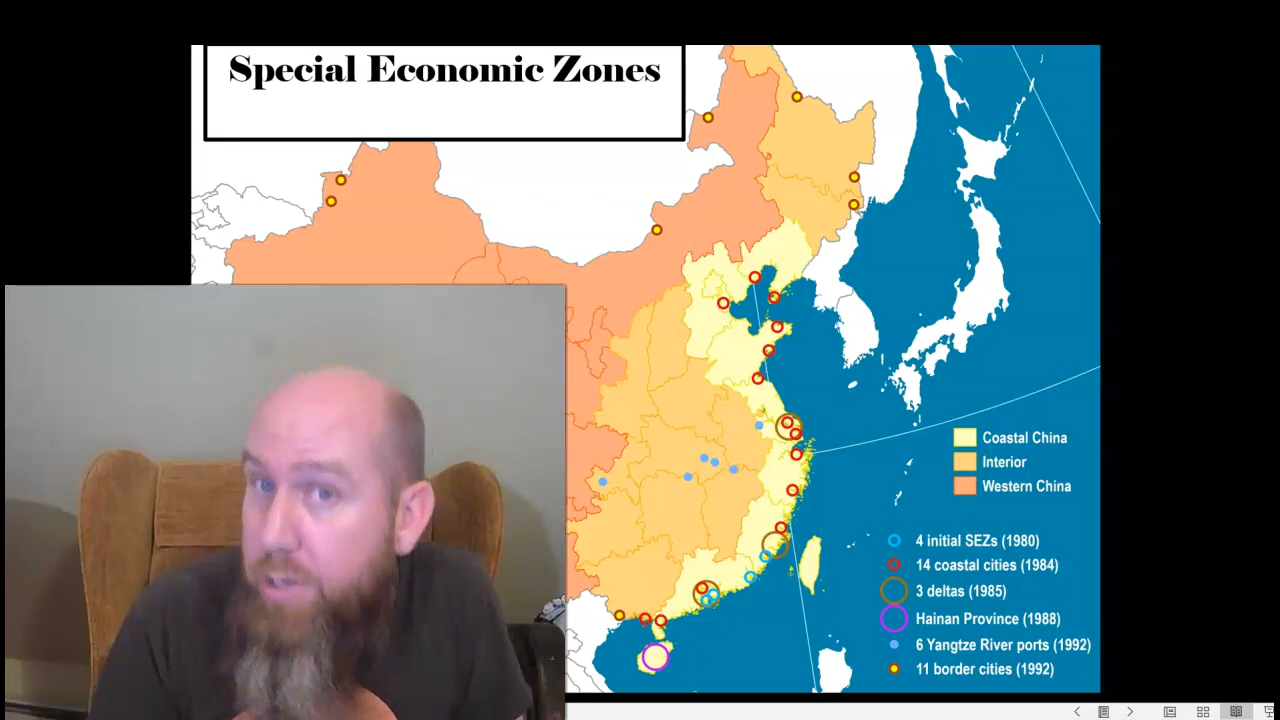 Special Economic Zones
Coastal China
Interior
Western China
4 initial SEZs (1980)
14 coastal cities (1984)
3 deltas (1985)
Hainan Province (1988)
6 Yangtze River ports (1992)
11 border cities (1992)